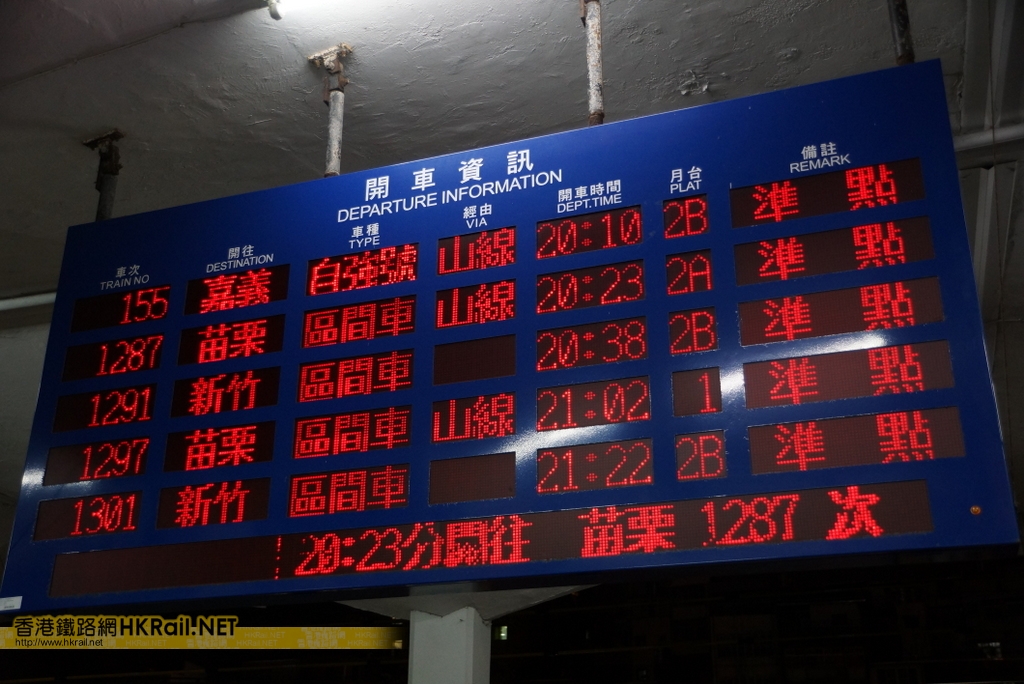 開車資訊
DEPARTURE INFORMATION
車次 開往 車種 經由 開車時間 月台 備註
TRAIN NO DESTINATION TYPE VIA DEPT.TIME PLAT REMARK
155 嘉義 自強號 山線 20:10 2B 準點
1287 苗栗 區間車 山線 20:23 2A 準點
1291 新竹 區間車 20:38 2B 準點
1297 苗栗 區間車 山線 21:02 1 準點
1301 新竹 區間車 21:22 2B 準點
20:23分開往 苗栗 1287 次
香港鐵路網HKRail.NET
http://www.hkrail.net